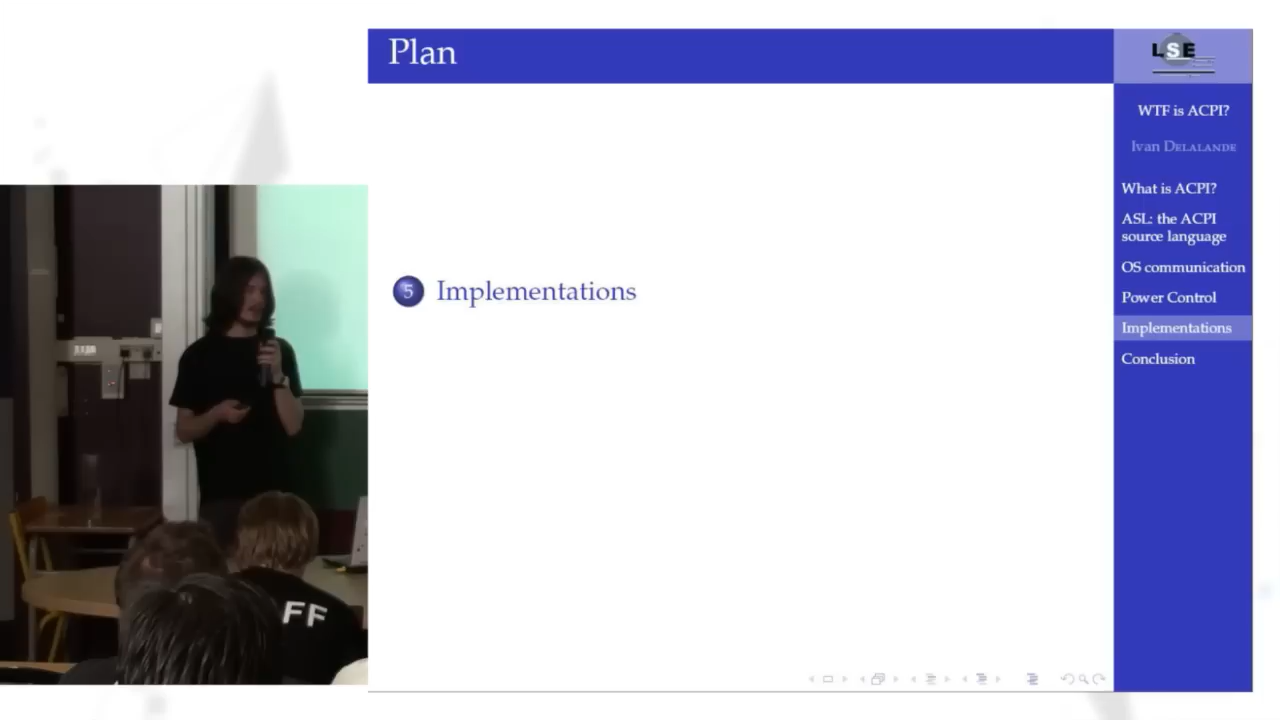 Plan
LSE
WTF is ACPI?
Ivan DELALANDE
What is ACPI?
ASL: the ACPI
source language
OS communication
Power Control
Implementations
Conclusion
5 Implementations
FF